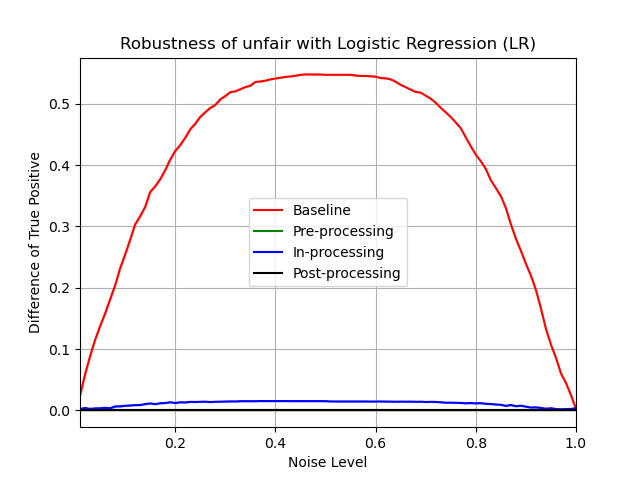 Robustness of unfair with Logistic Regression (LR)
Difference of True Positive
0.5
0.4
0.3
0.2
0.1
0.0
Baseline
Pre-processing
In-processing
Post-processing
0.2 0.4 0.6 0.8 1.0
Noise Level